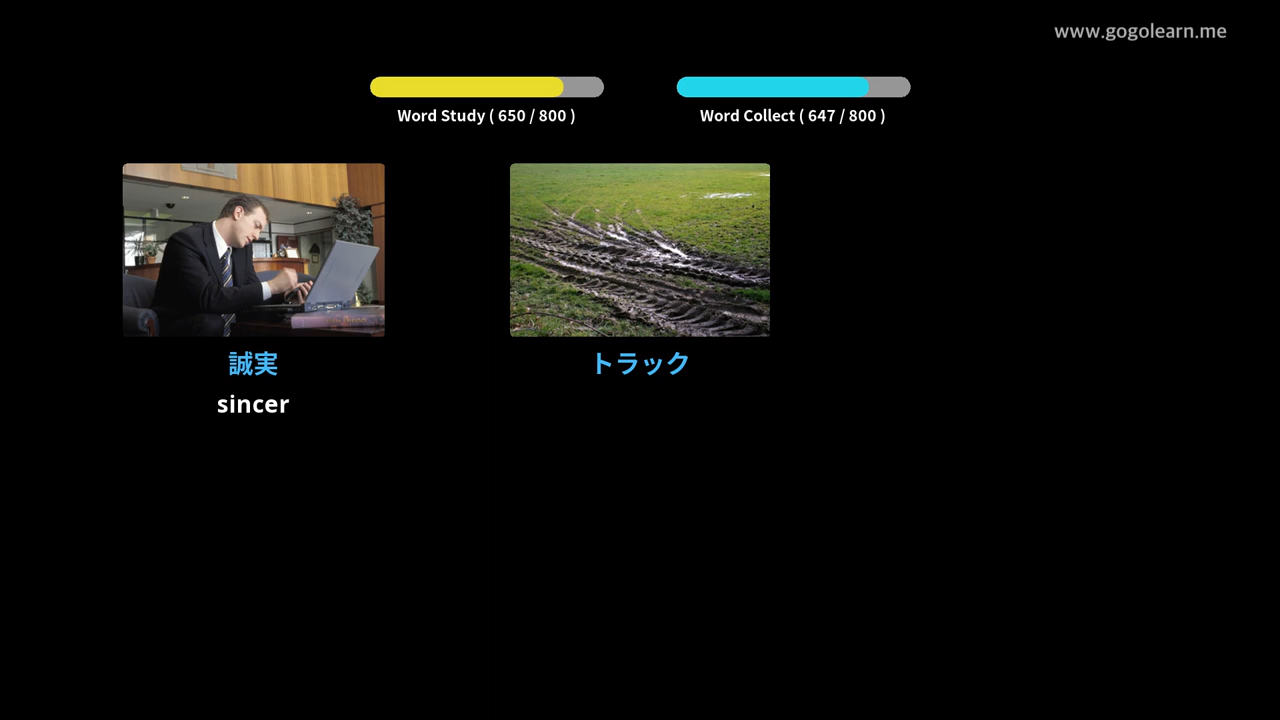 www.gogolearn.me
Word Study ( 650 / 800 )
Word Collect ( 647 / 800 )
誠実
トラック
sincer